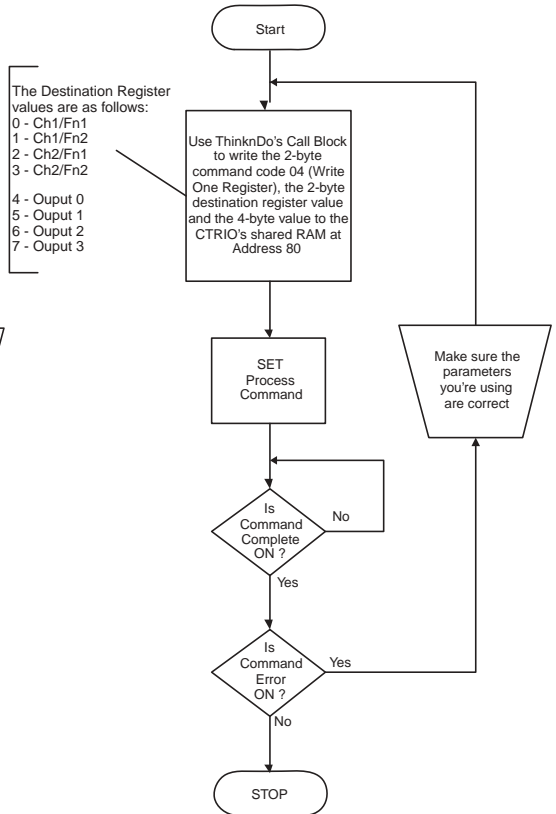 Start
The Destination Register
values are as follows:
0 - Ch1/Fn1
1 - Ch1/Fn2
2 - Ch2/Fn1
3 - Ch2/Fn2
4 - Ouput 0
5 - Ouput 1
6 - Ouput 2
7 - Ouput 3
Use ThinknDo's Call Block
to write the 2-byte
command code 04 (Write
One Register), the 2-byte
destination register value
and the 4-byte value to the
CTRIO's shared RAM at
Address 80
SET
Process
Command
Make sure the
parameters
you're using
are correct
Is
Command
Complete
ON ?
No
Yes
Is
Command
Error
ON ?
Yes
No
STOP